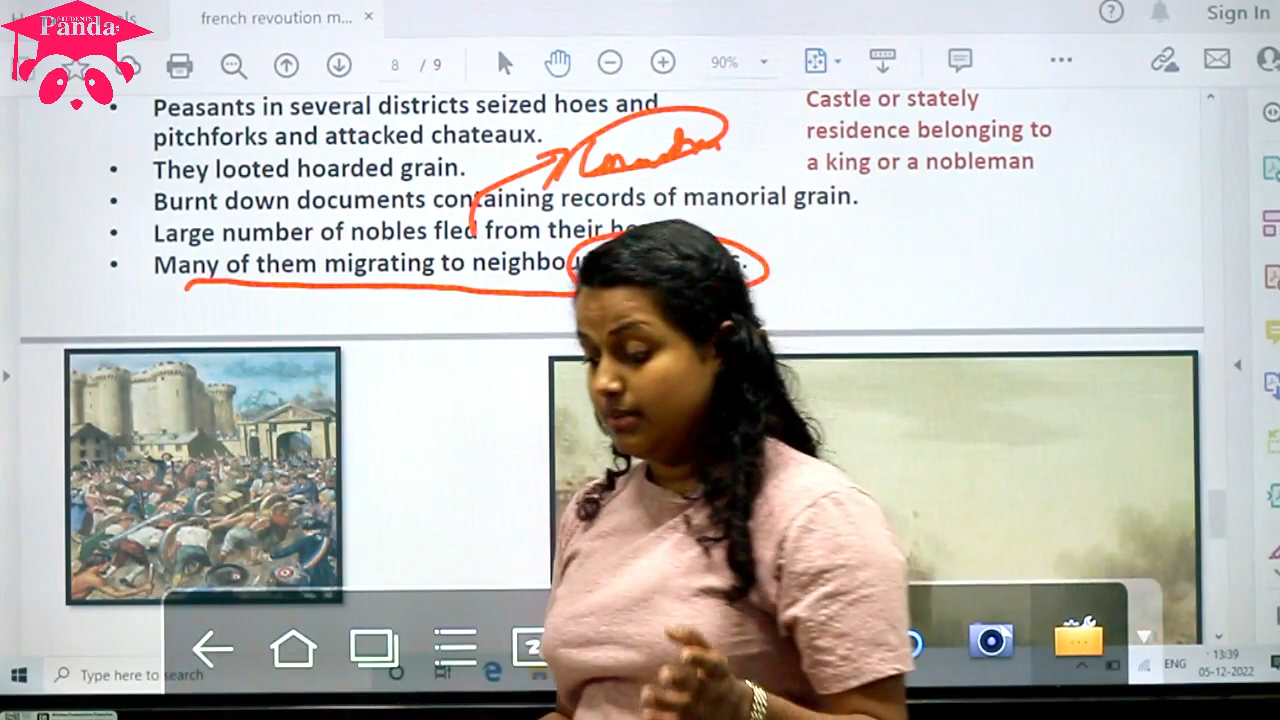 STUDENTS
Panda
french revoution m...
Sign In
8 / 9
90%
Peasants in several districts seized hoes and
pitchforks and attacked chateaux.
They looted hoarded grain.
Burnt down documents containing records of manorial grain.
Large number of nobles fled from their
Many of them migrating to
Castle or stately
residence belonging to
a king or a nobleman
Type here to search
ENG
13:39
05-12-2022